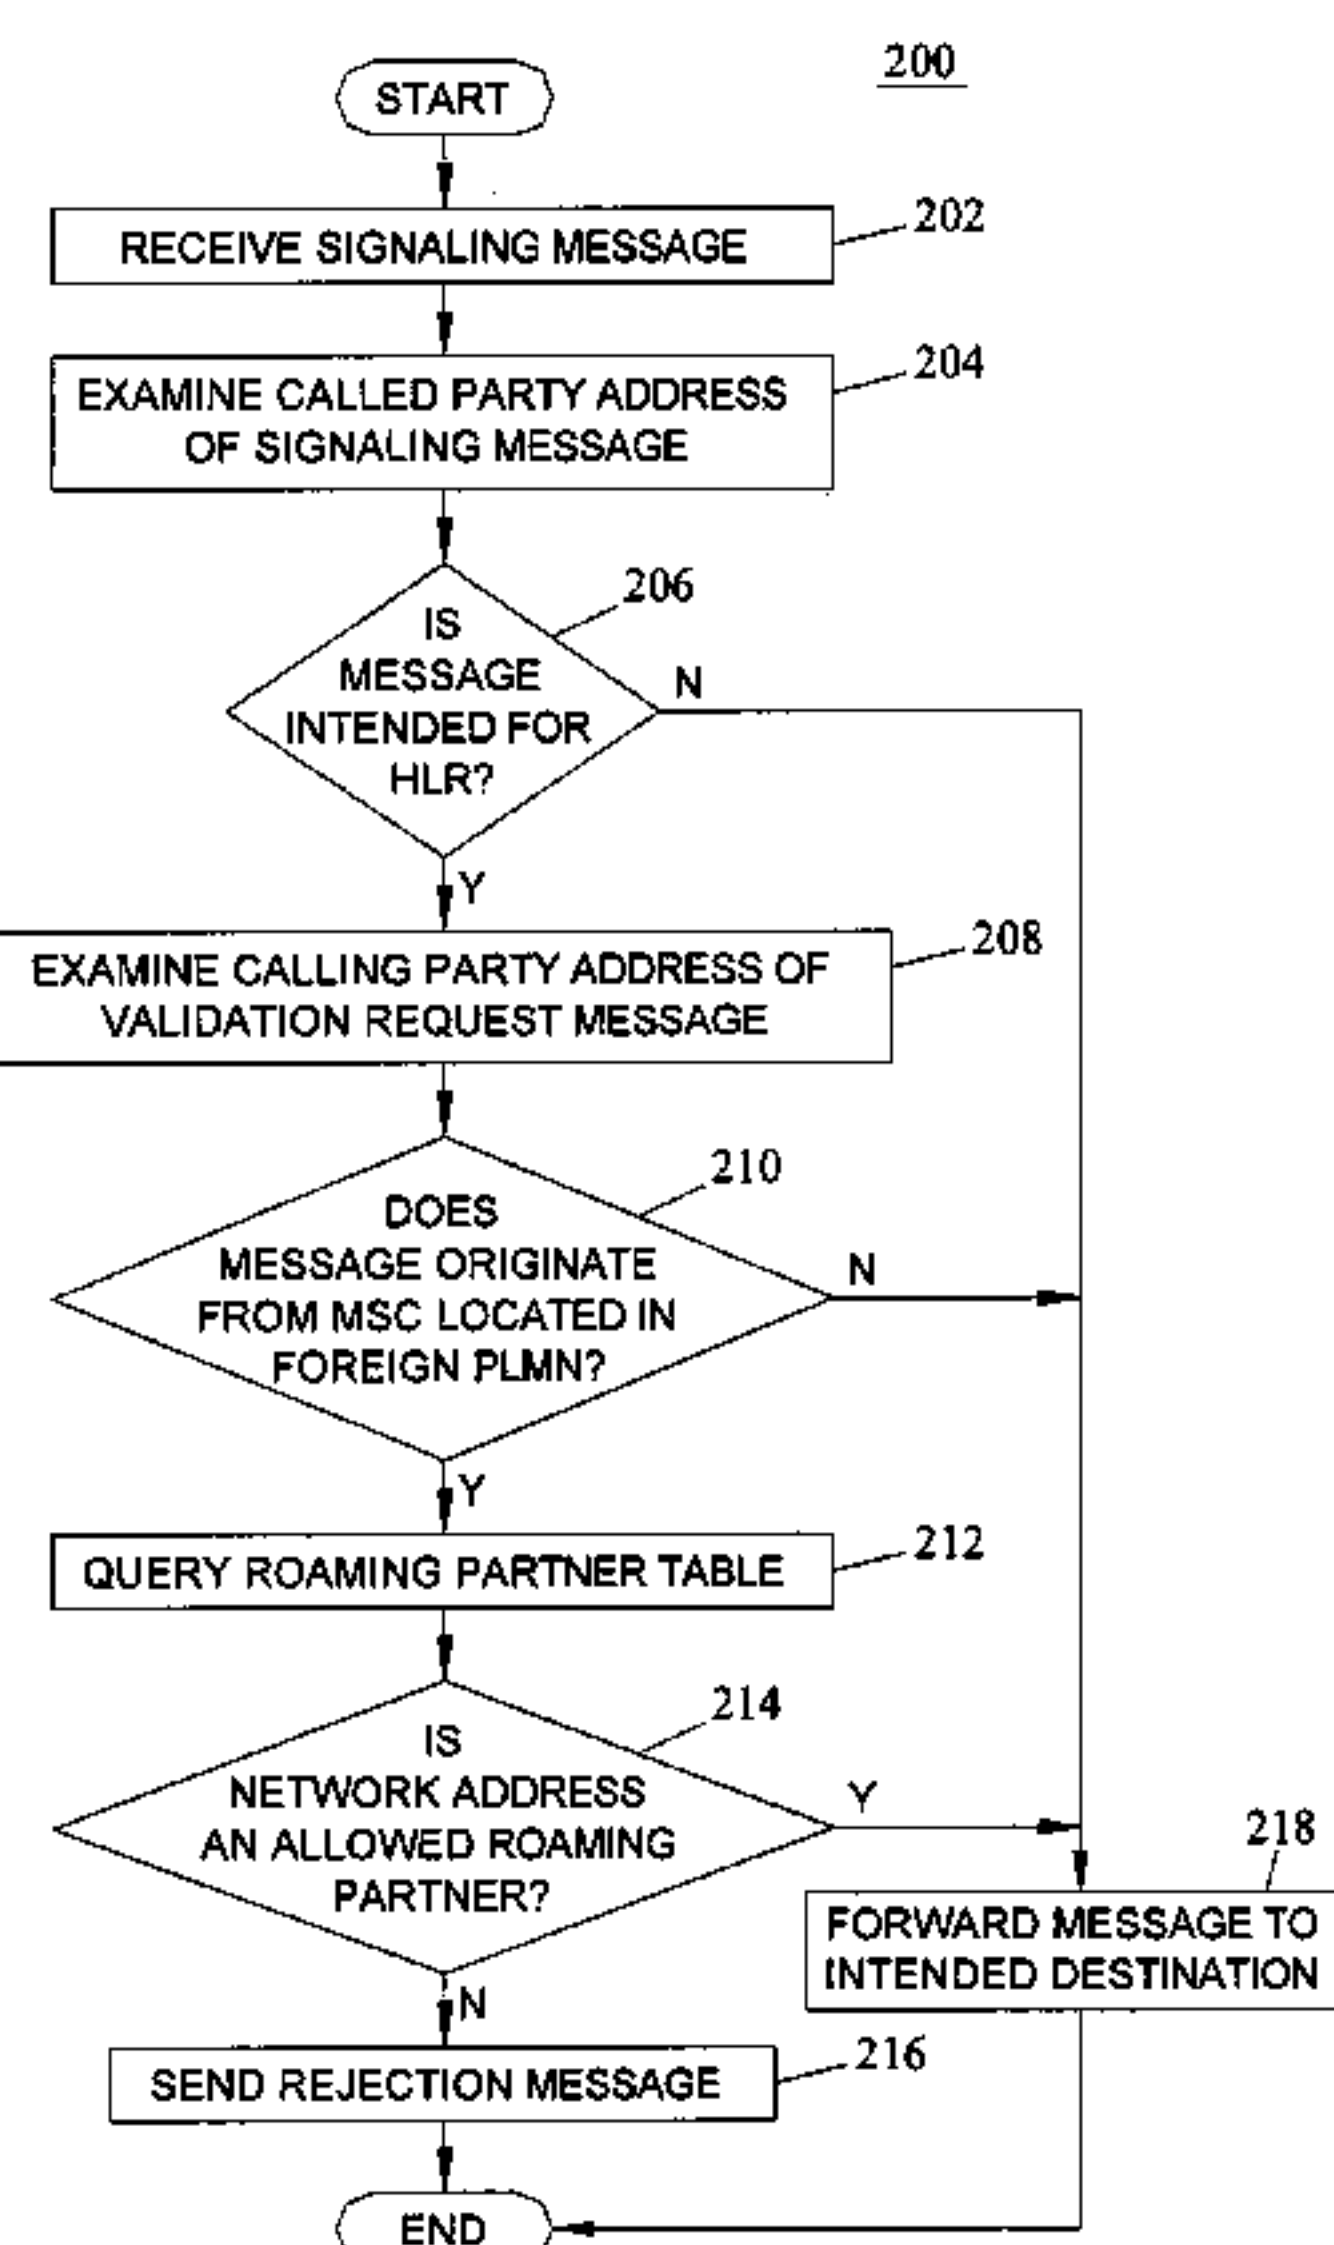 200
START
RECEIVE SIGNALING MESSAGE
202
EXAMINE CALLED PARTY ADDRESS
OF SIGNALING MESSAGE
204
IS
MESSAGE
INTENDED FOR
HLR?
206
N
Y
EXAMINE CALLING PARTY ADDRESS OF
VALIDATION REQUEST MESSAGE
208
DOES
MESSAGE ORIGINATE
FROM MSC LOCATED IN
FOREIGN PLMN?
210
N
Y
QUERY ROAMING PARTNER TABLE
212
IS
NETWORK ADDRESS
AN ALLOWED ROAMING
PARTNER?
214
Y
N
218
FORWARD MESSAGE TO
INTENDED DESTINATION
SEND REJECTION MESSAGE
216
END